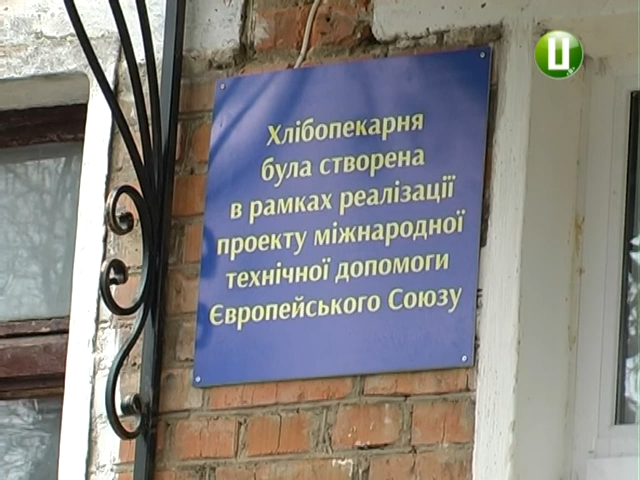 Ц
Хлібопекарня
була створена
в рамках реалізації
проекту міжнародної
технічної допомоги
Європейського Союзу